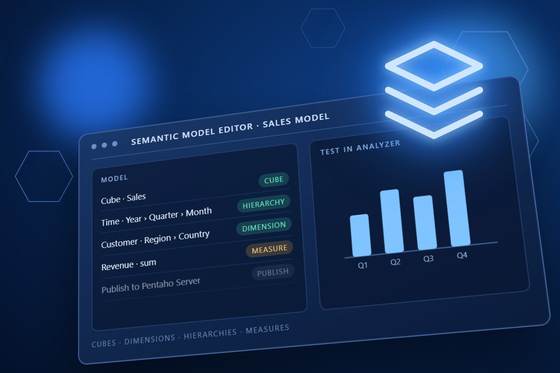 SEMANTIC MODEL EDITOR · SALES MODEL
MODEL
Cube · Sales
CUBE
Time · Year › Quarter › Month
HIERARCHY
Customer · Region › Country
DIMENSION
Revenue · sum
MEASURE
Publish to Pentaho Server
PUBLISH
TEST IN ANALYZER
Q1 Q2 Q3 Q4
CUBES · DIMENSIONS · HIERARCHIES · MEASURES